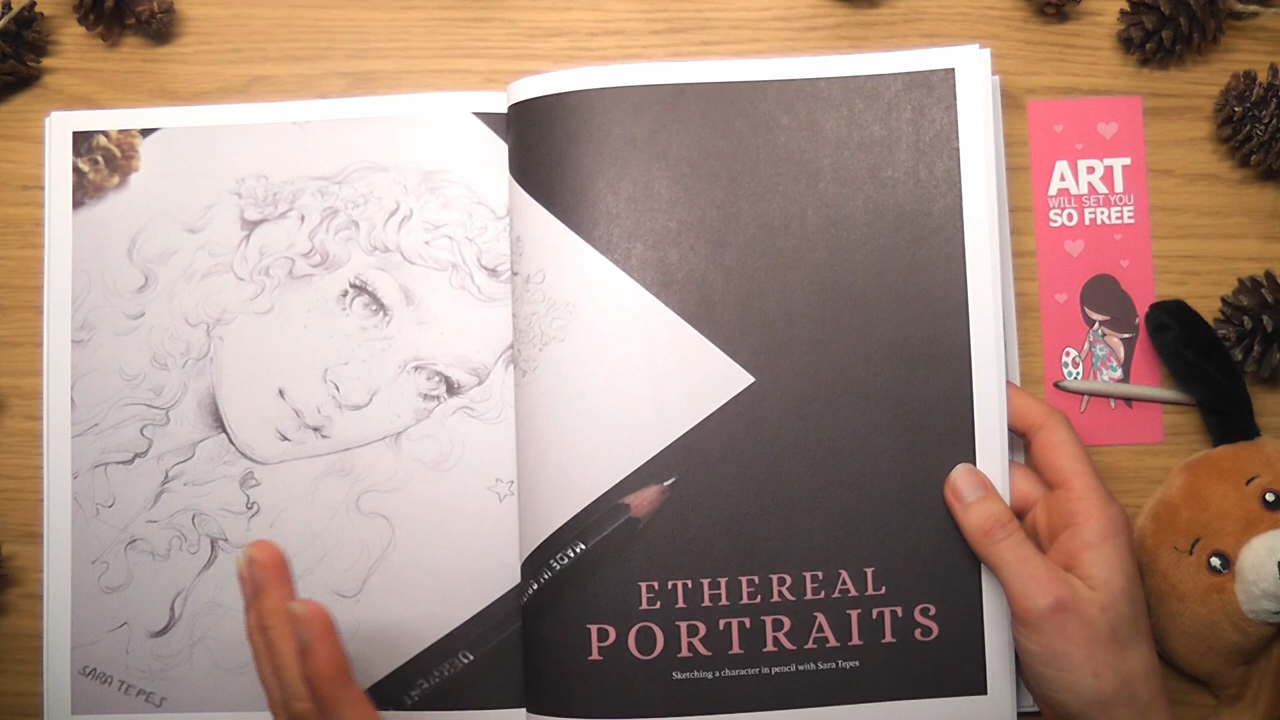 SARA TEPES
DERWENT
MADE IN
ETHEREAL
PORTRAITS
Sketching a character in pencil with Sara Tepes
ART
WILL SET YOU
SO FREE